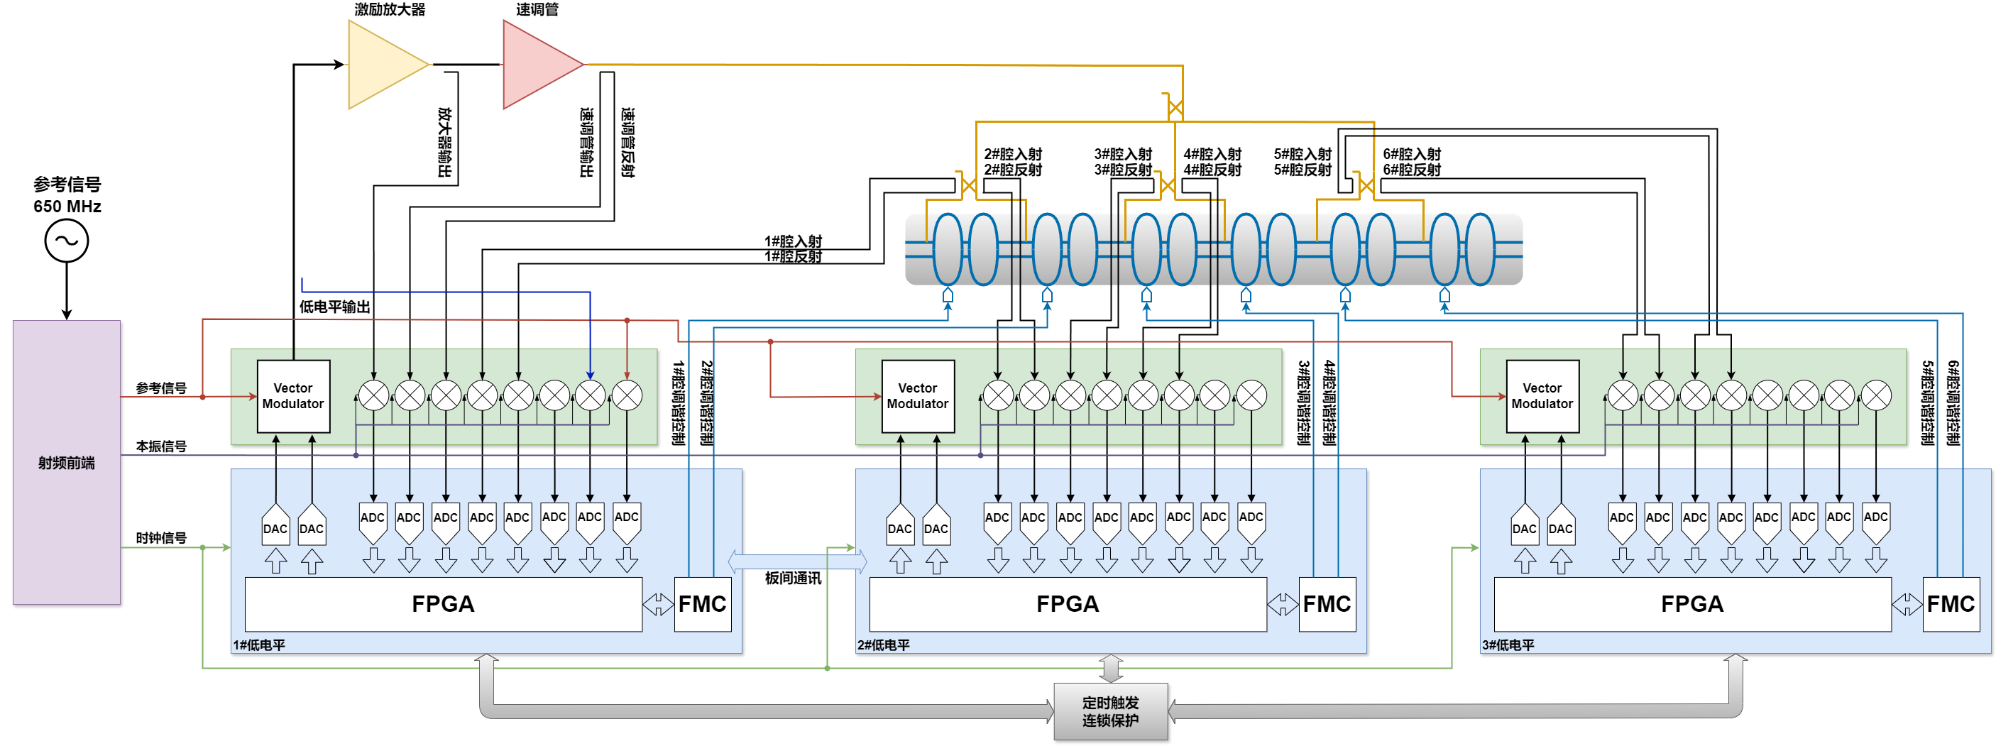 激励放大器
速调管
放大器输出
速调管输出
速调管反射
参考信号
650 MHz
2#腔入射
2#腔反射
3#腔入射
3#腔反射
4#腔入射
4#腔反射
5#腔入射
5#腔反射
6#腔入射
6#腔反射
1#腔入射
1#腔反射
低电平输出
射频前端
参考信号
本振信号
时钟信号
Vector
Modulator
1#腔调谐控制
2#腔调谐控制
Vector
Modulator
3#腔调谐控制
4#腔调谐控制
Vector
Modulator
5#腔调谐控制
6#腔调谐控制
DAC
DAC
ADC
ADC
ADC
ADC
ADC
ADC
ADC
ADC
DAC
DAC
ADC
ADC
ADC
ADC
ADC
ADC
ADC
ADC
DAC
DAC
ADC
ADC
ADC
ADC
ADC
ADC
ADC
ADC
板间通讯
FPGA
FMC
FPGA
FMC
FPGA
FMC
1#低电平
2#低电平
3#低电平
定时触发
连锁保护